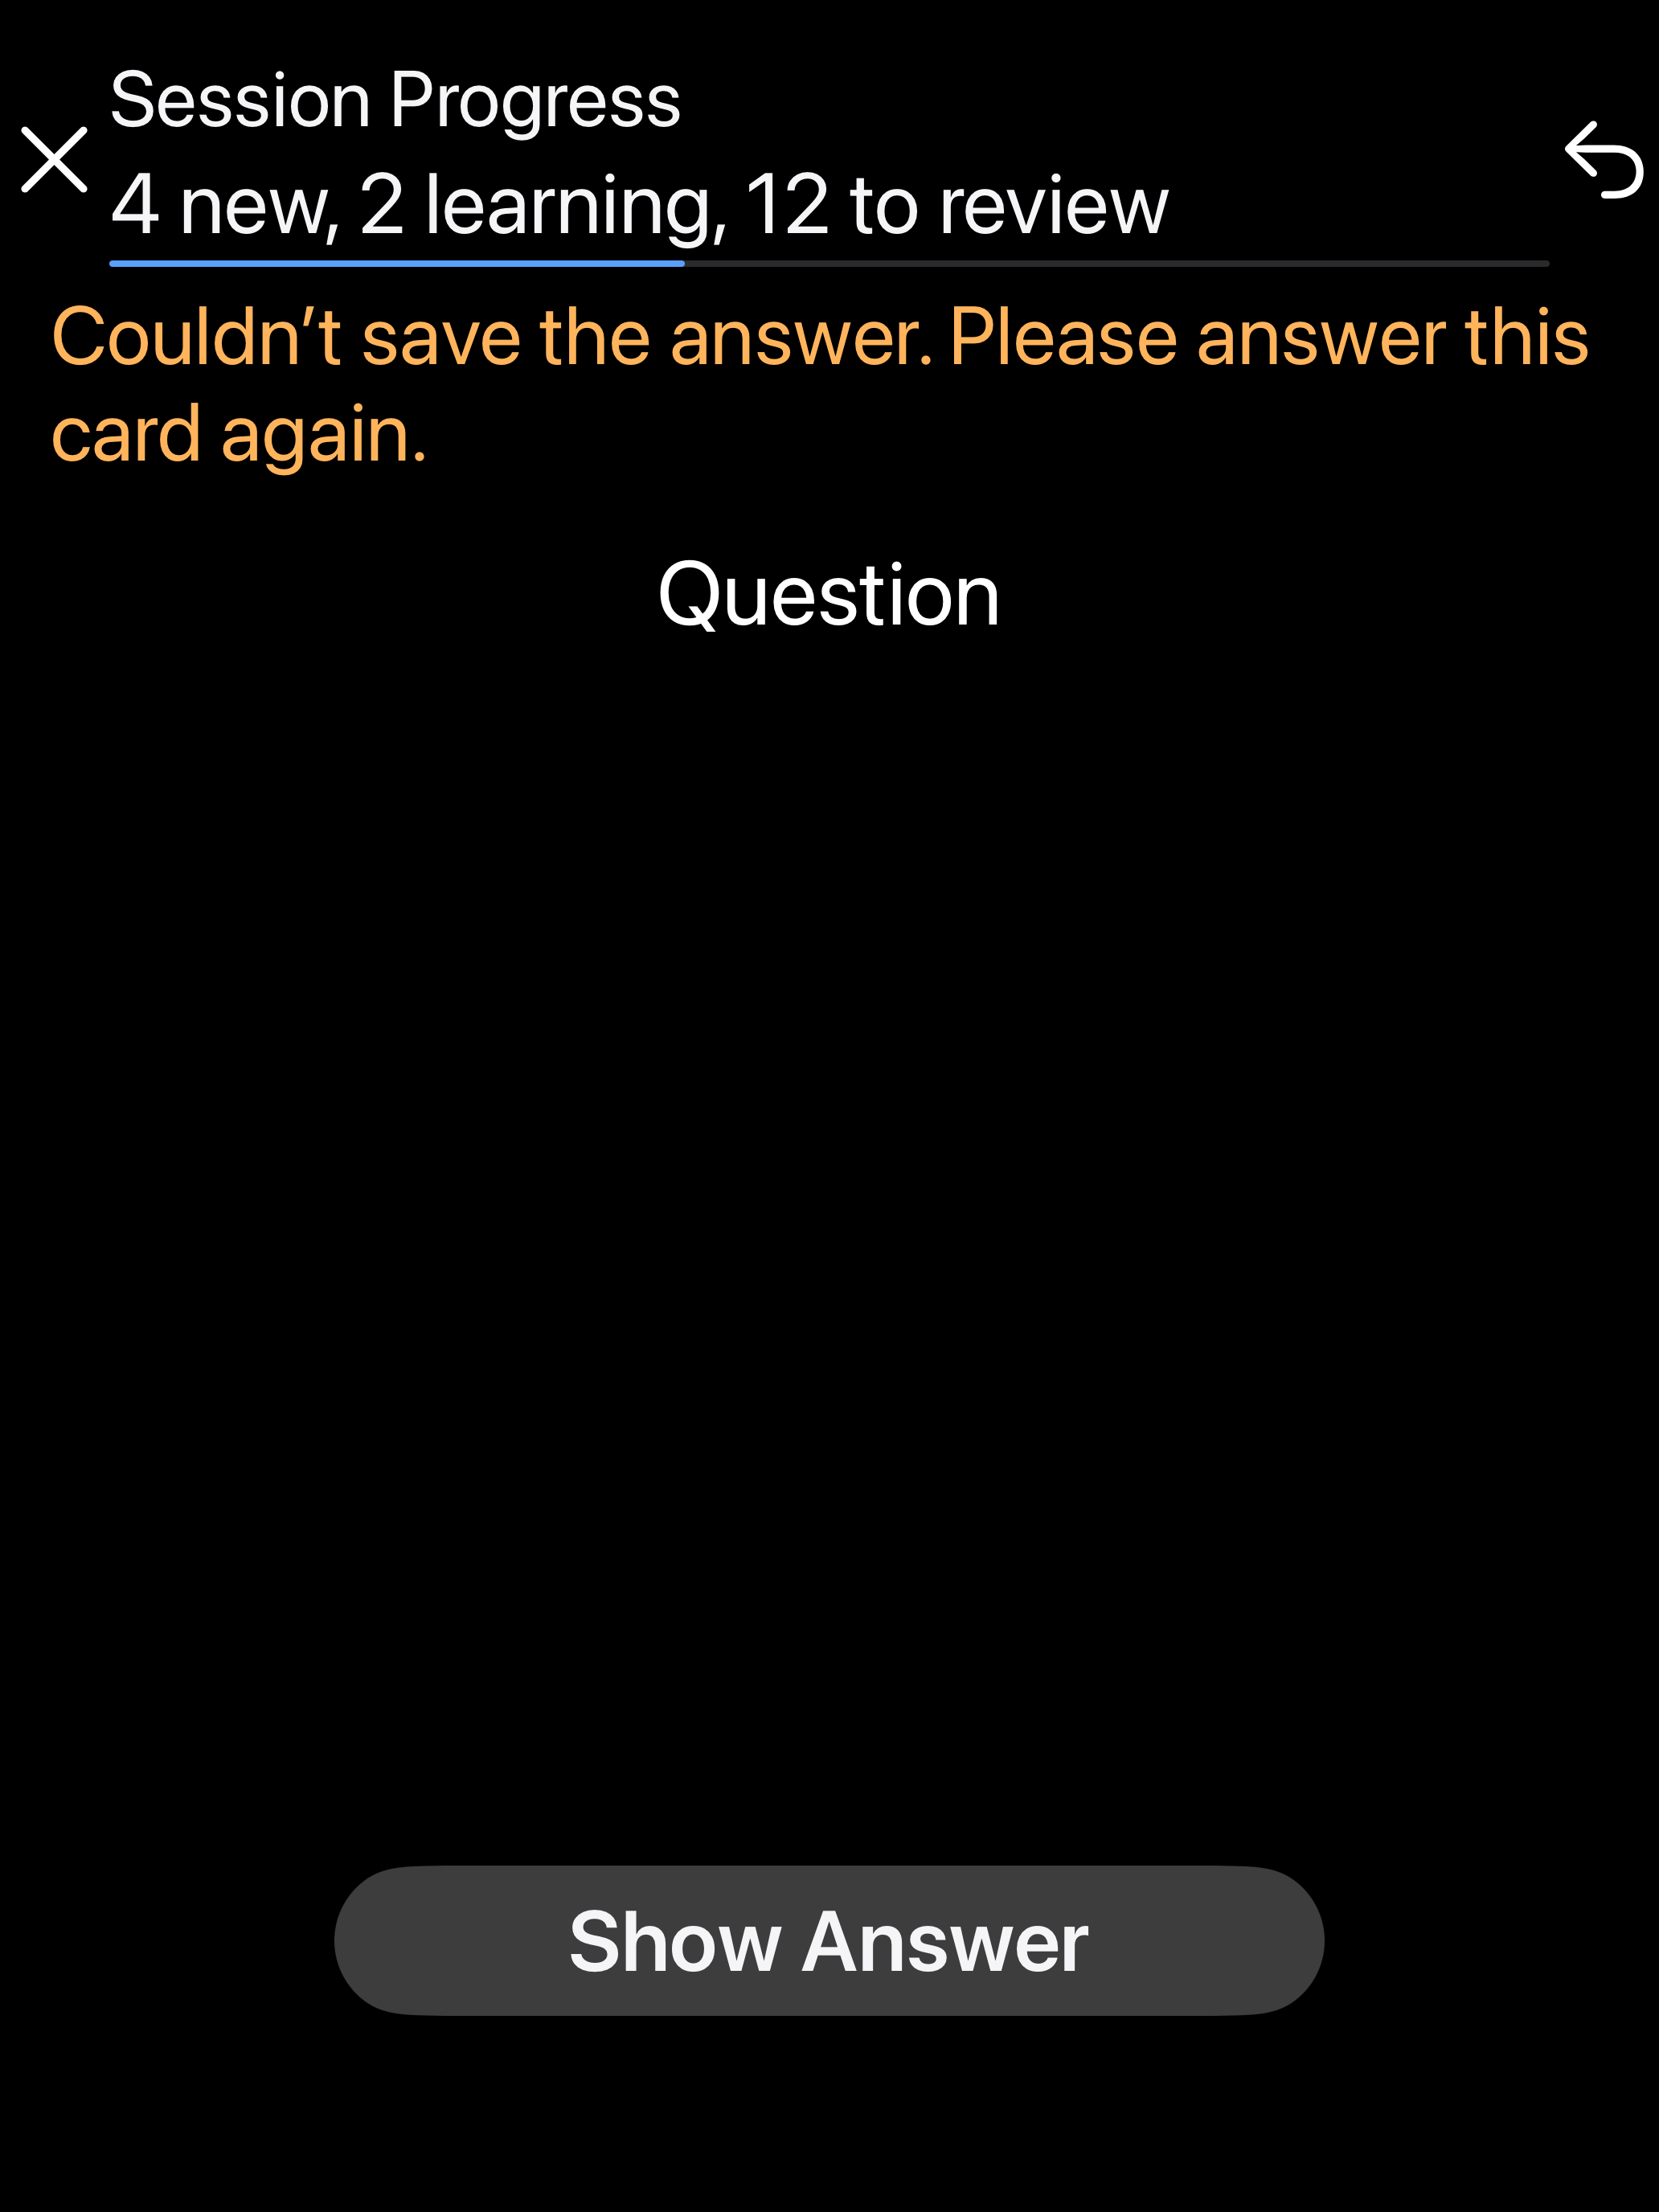 Session Progress
4 new, 2 learning, 12 to review
Couldn’t save the answer. Please answer this
card again.
Question
Show Answer